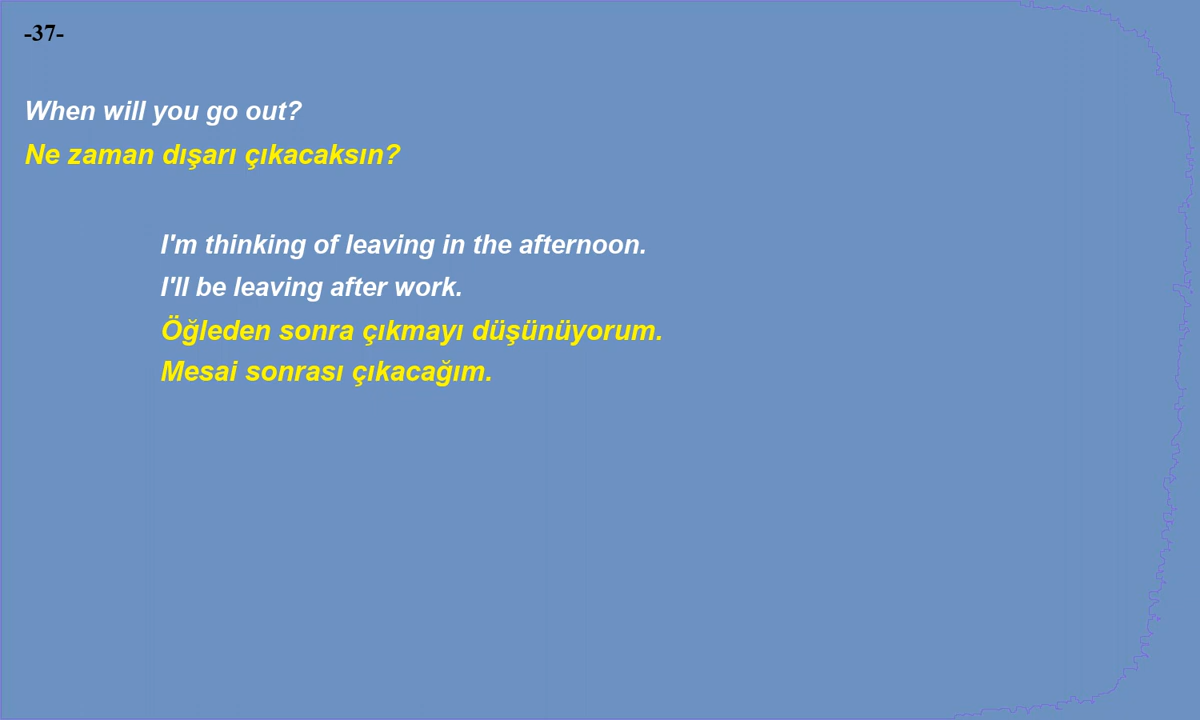 -37-
When will you go out?
Ne zaman dışarı çıkacaksın?
I'm thinking of leaving in the afternoon.
I'll be leaving after work.
Öğleden sonra çıkmayı düşünüyorum.
Mesai sonrası çıkacağım.